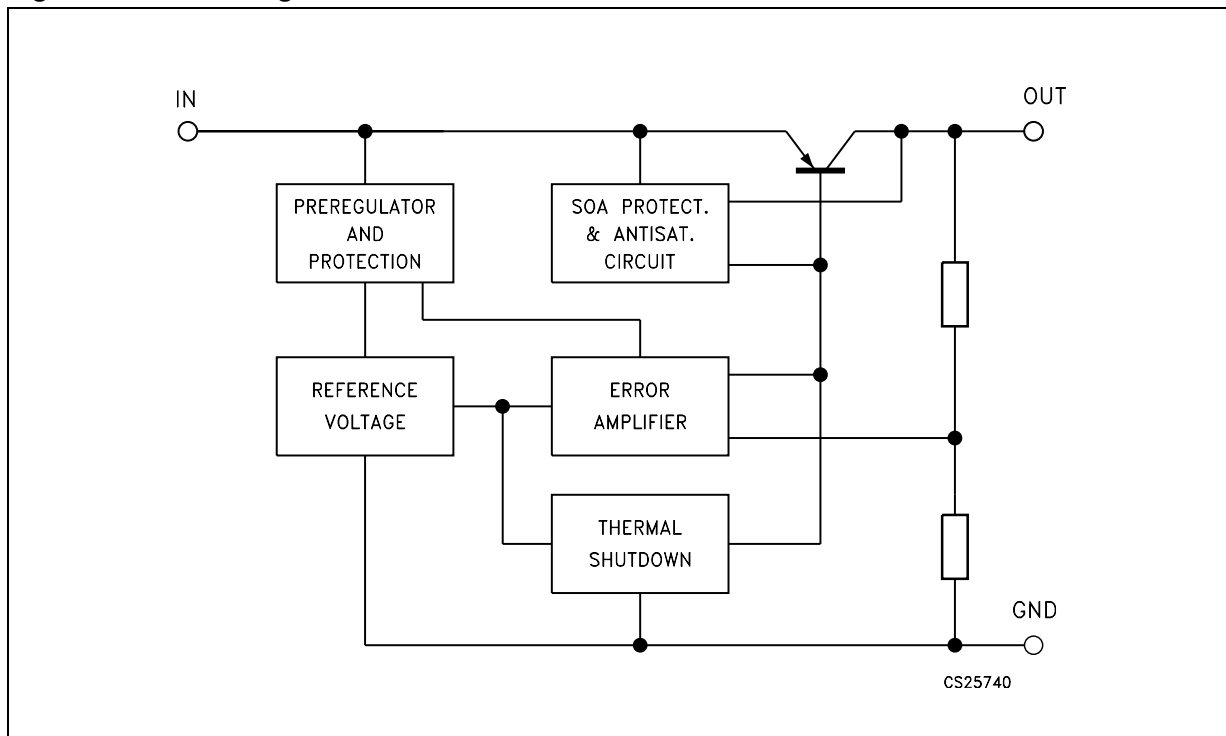 IN
OUT
PREREGULATOR
AND
PROTECTION
SOA PROTECT.
& ANTISAT.
CIRCUIT
REFERENCE
VOLTAGE
ERROR
AMPLIFIER
THERMAL
SHUTDOWN
GND
CS25740